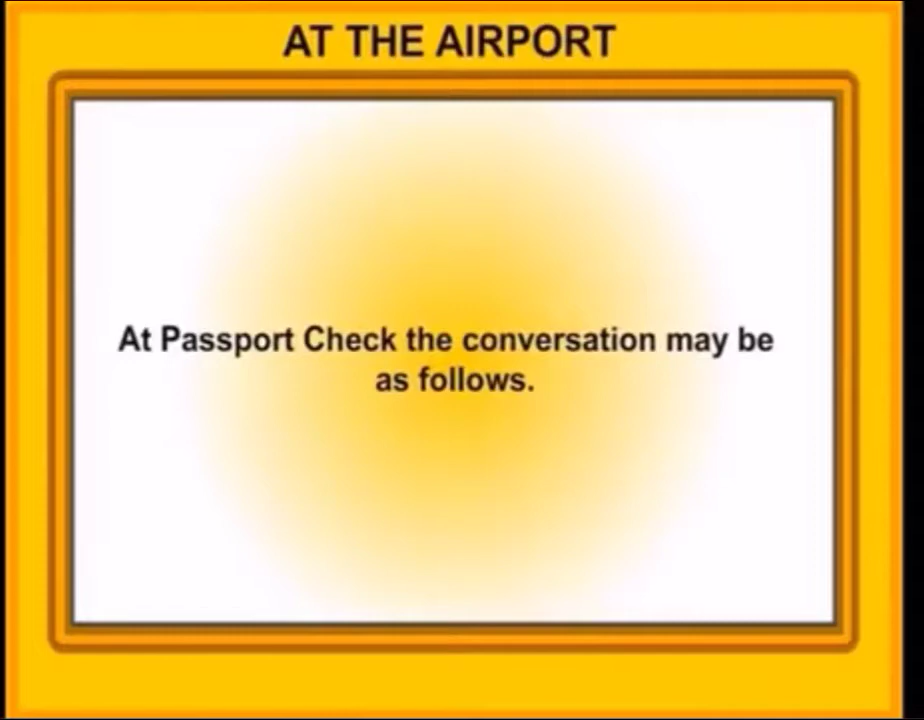 AT THE AIRPORT
At Passport Check the conversation may be
as follows.